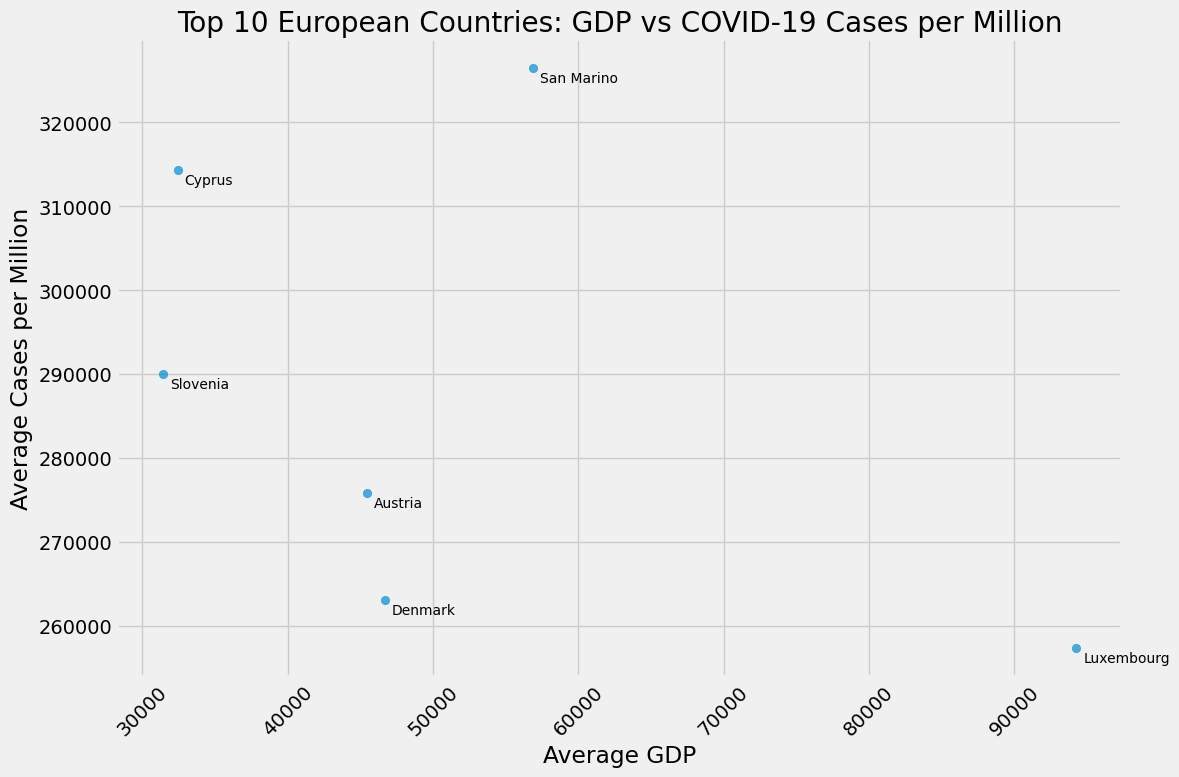 Top 10 European Countries: GDP vs COVID-19 Cases per Million
San Marino
320000
Cyprus
310000
300000
290000
Slovenia
280000
Austria
270000
Denmark
260000
Luxembourg
Average Cases per Million
30000
40000
50000
60000
70000
80000
90000
Average GDP